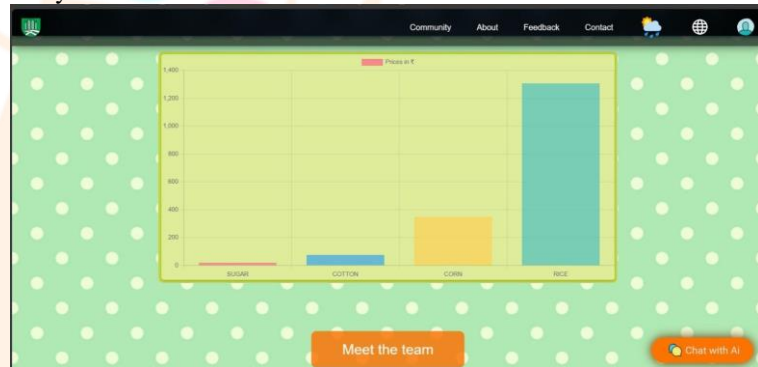 Community About Feedback Contact
Prices in ₹
1,400
1,200
1,000
800
600
400
200
0
SUGAR COTTON CORN RICE
Meet the team
Chat with Ai